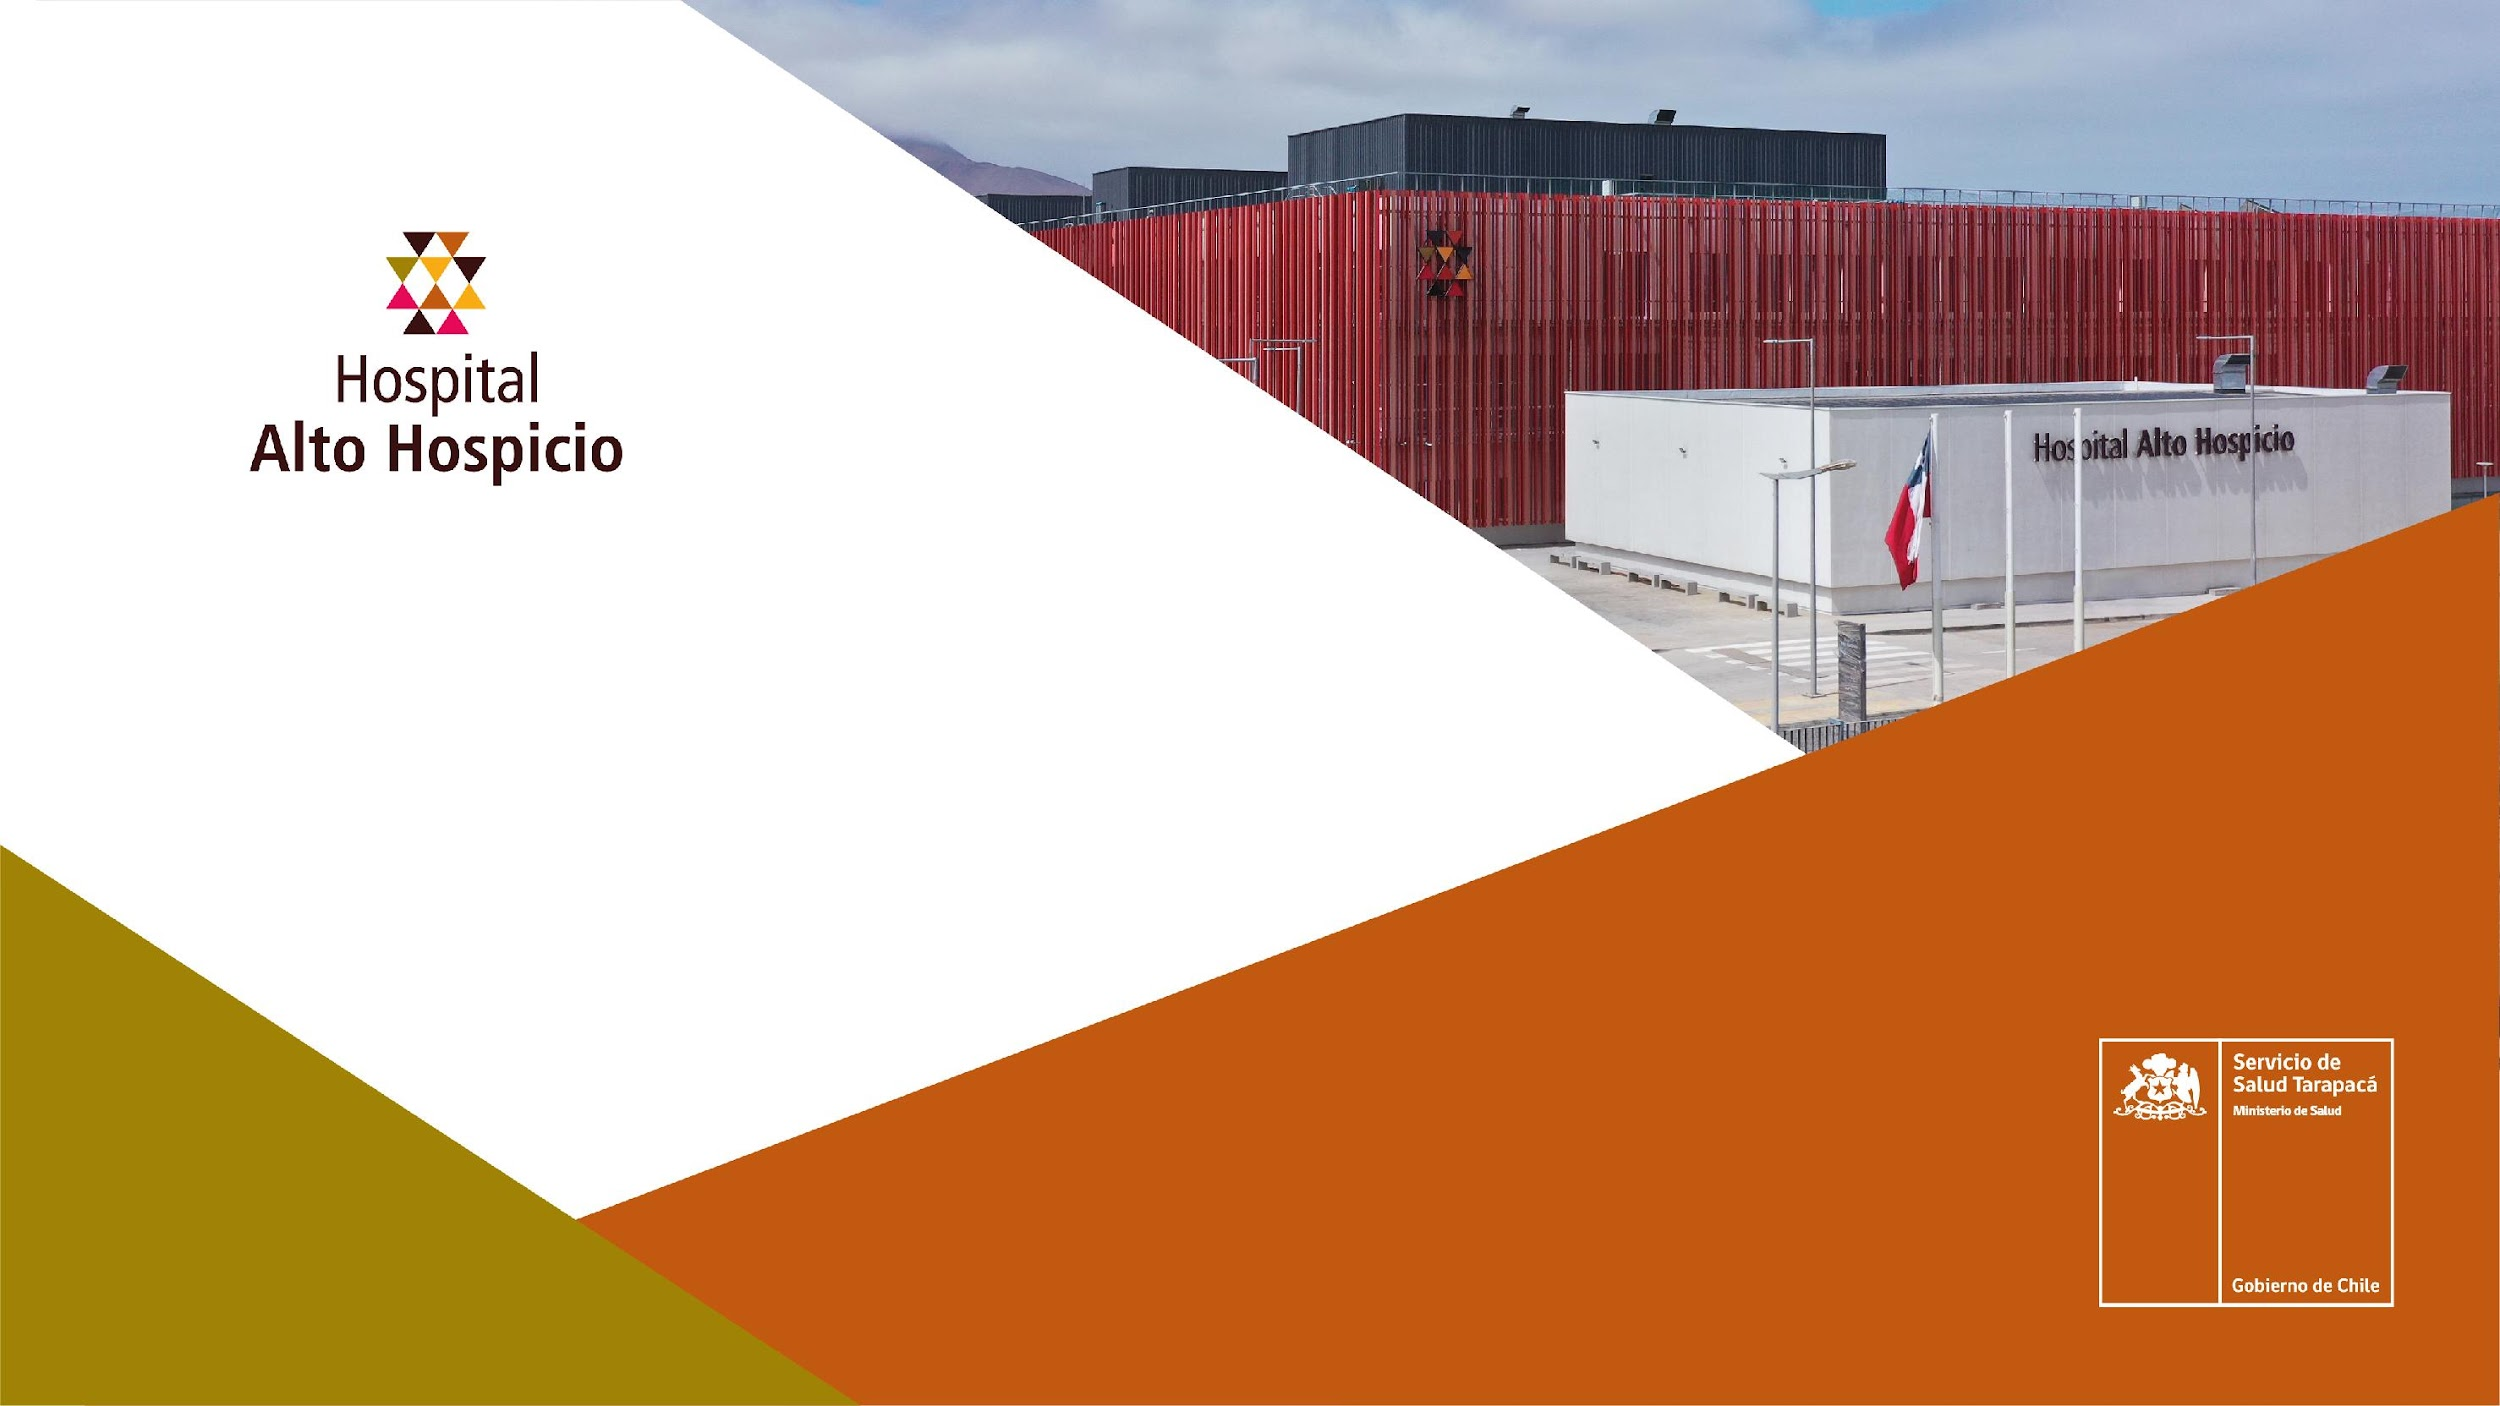 Hospital
Alto Hospicio
Hospital Alto Hospicio
Servicio de
Salud Tarapacá
Ministerio de Salud
Gobierno de Chile